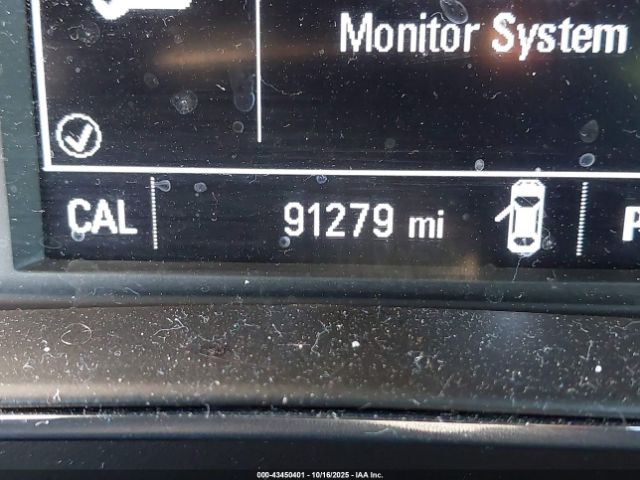 Monitor System
CAL 91279 mi P
000-43450401 - 10/16/2025 - IAA Inc.